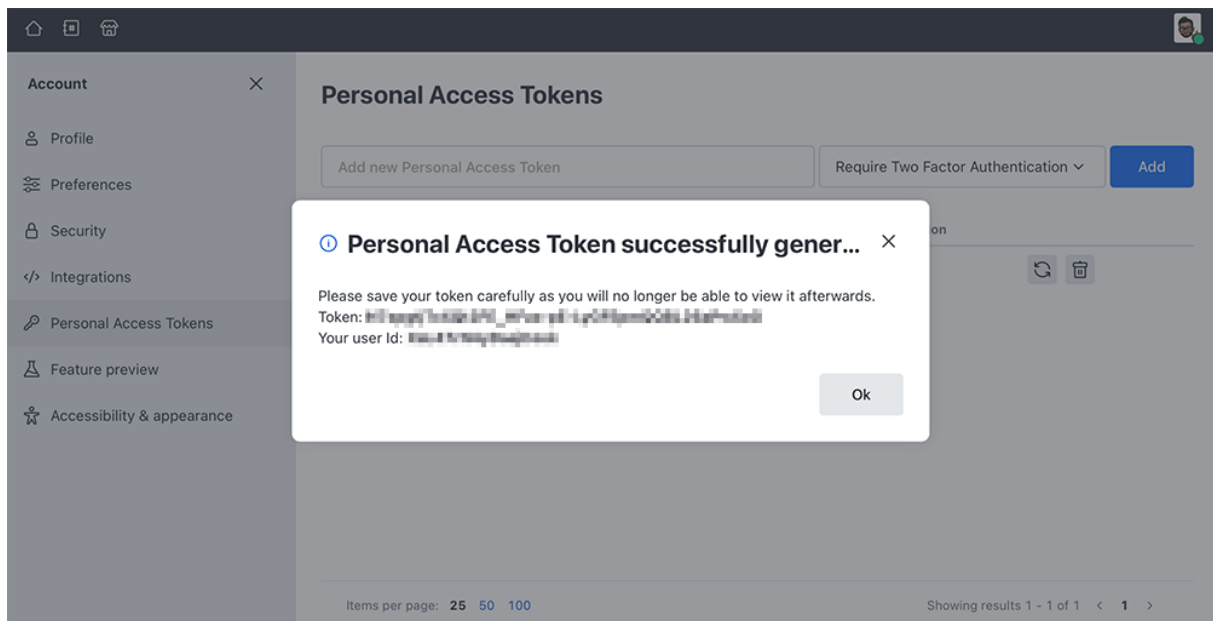 Account
Personal Access Tokens
Profile
Add new Personal Access Token
Require Two Factor Authentication
Add
Preferences
Security
on
Personal Access Token successfully gener...
Integrations
Please save your token carefully as you will no longer be able to view it afterwards.
Token:
Personal Access Tokens
Your user Id:
Feature preview
Ok
Accessibility & appearance
Items per page: 25 50 100
Showing results 1 - 1 of 1 < 1 >